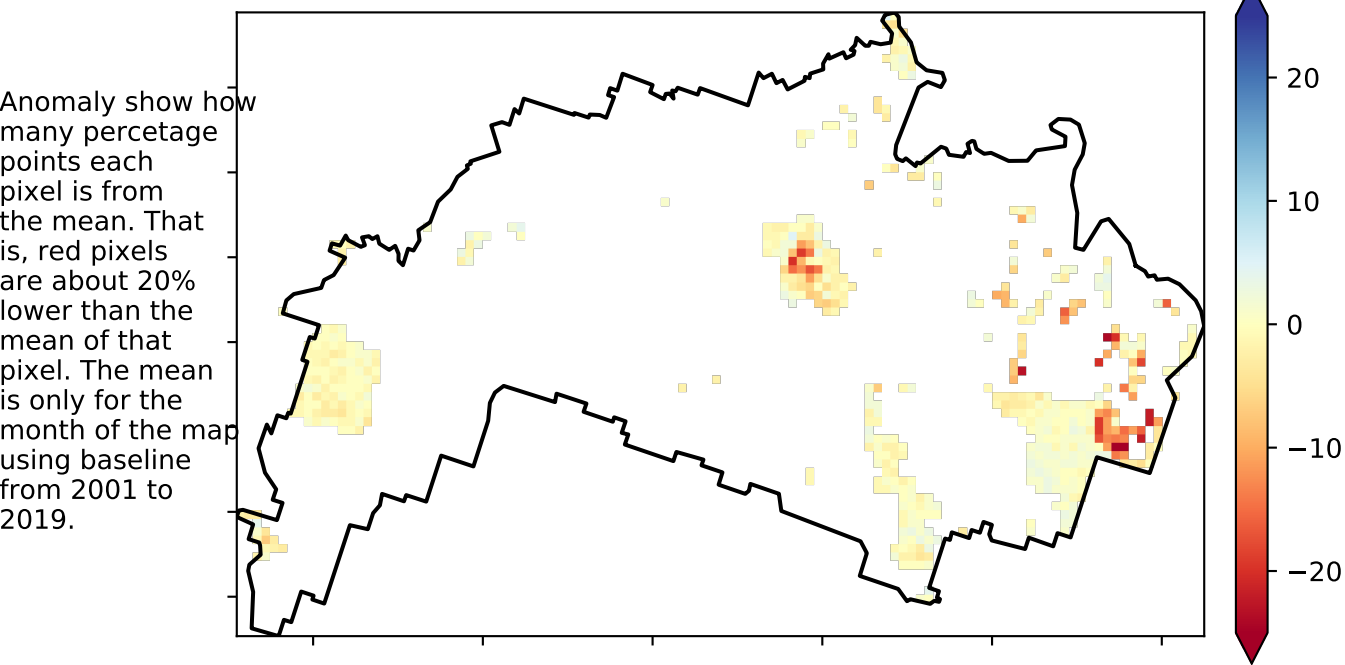 Anomaly show how
many percetage
points each
pixel is from
the mean. That
is, red pixels
are about 20%
lower than the
mean of that
pixel. The mean
is only for the
month of the map
using baseline
from 2001 to
2019.
20
10
0
−10
−20